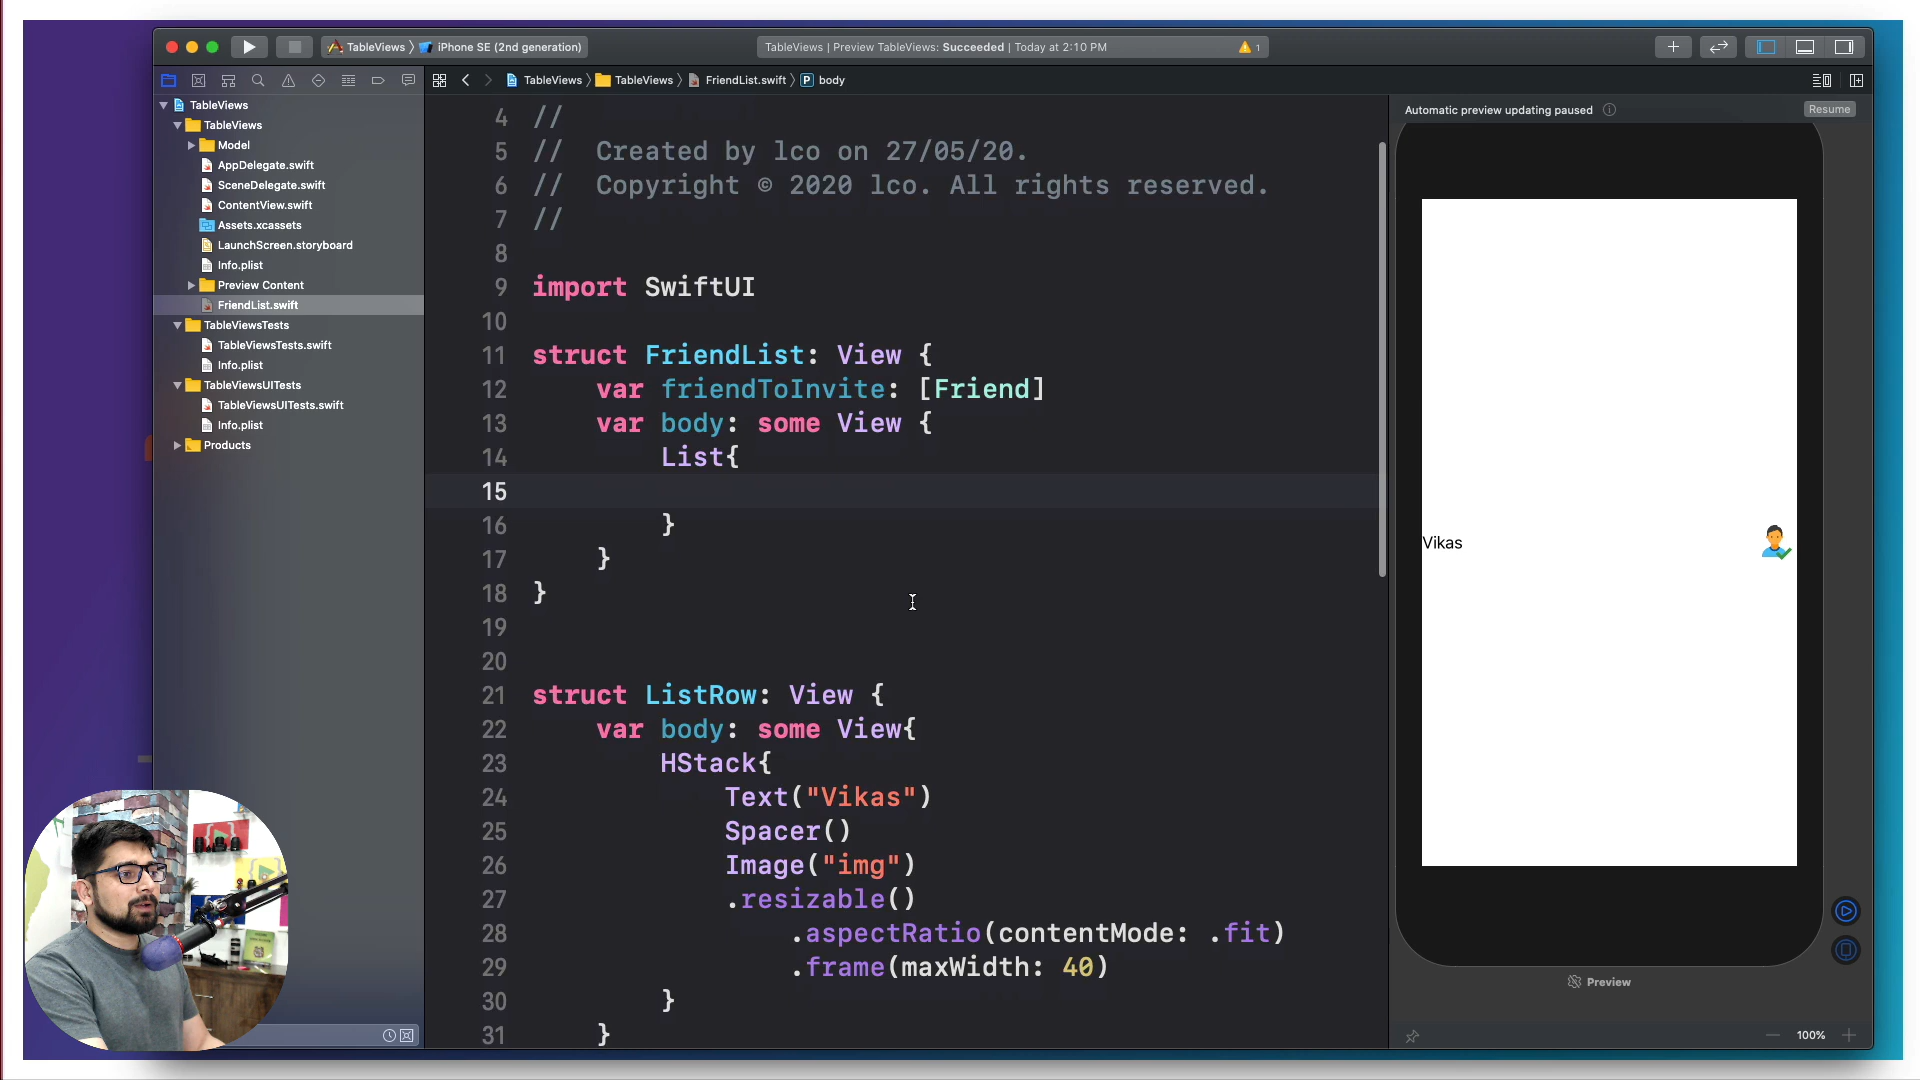 TableViews
iPhone SE (2nd generation)
TableViews | Preview TableViews: Succeeded | Today at 2:10 PM
1
TableViews
TableViews
FriendList.swift
P
body
TableViews
TableViews
Model
AppDelegate.swift
SceneDelegate.swift
ContentView.swift
Assets.xcassets
LaunchScreen.storyboard
Info.plist
Preview Content
FriendList.swift
TableViewsTests
TableViewsTests.swift
Info.plist
TableViewsUITests
TableViewsUITests.swift
Info.plist
Products
4 //
5 //  Created by lco on 27/05/20.
6 //  Copyright © 2020 lco. All rights reserved.
7 //
8
9 import SwiftUI
10
11 struct FriendList: View {
12     var friendToInvite: [Friend]
13     var body: some View {
14         List{
15
16         }
17     }
18 }
19
20
21 struct ListRow: View {
22     var body: some View{
23         HStack{
24             Text("Vikas")
25             Spacer()
26             Image("img")
27             .resizable()
28                 .aspectRatio(contentMode: .fit)
29                 .frame(maxWidth: 40)
30         }
31     }
Automatic preview updating paused
Resume
Vikas
Preview
100%